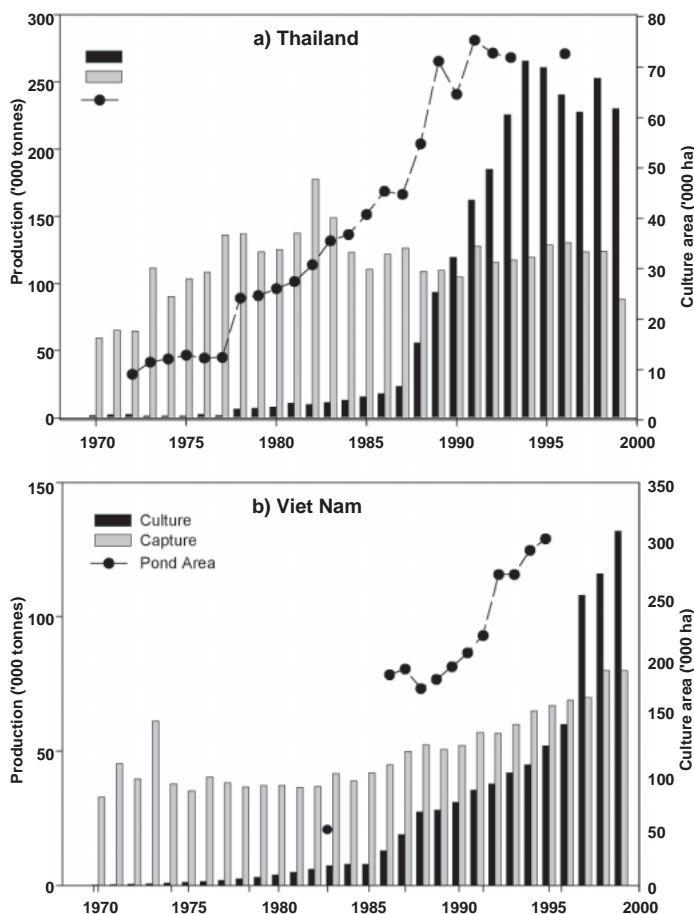 a) Thailand
Production ('000 tonnes)
300
250
200
150
100
50
0
80
70
60
50
40
30
20
10
0
Culture area ('000 ha)
1970 1975 1980 1985 1990 1995 2000
b) Viet Nam
Culture
Capture
Pond Area
Production ('000 tonnes)
150
100
50
0
350
300
250
200
150
100
50
0
Culture area ('000 ha)
1970 1975 1980 1985 1990 1995 2000